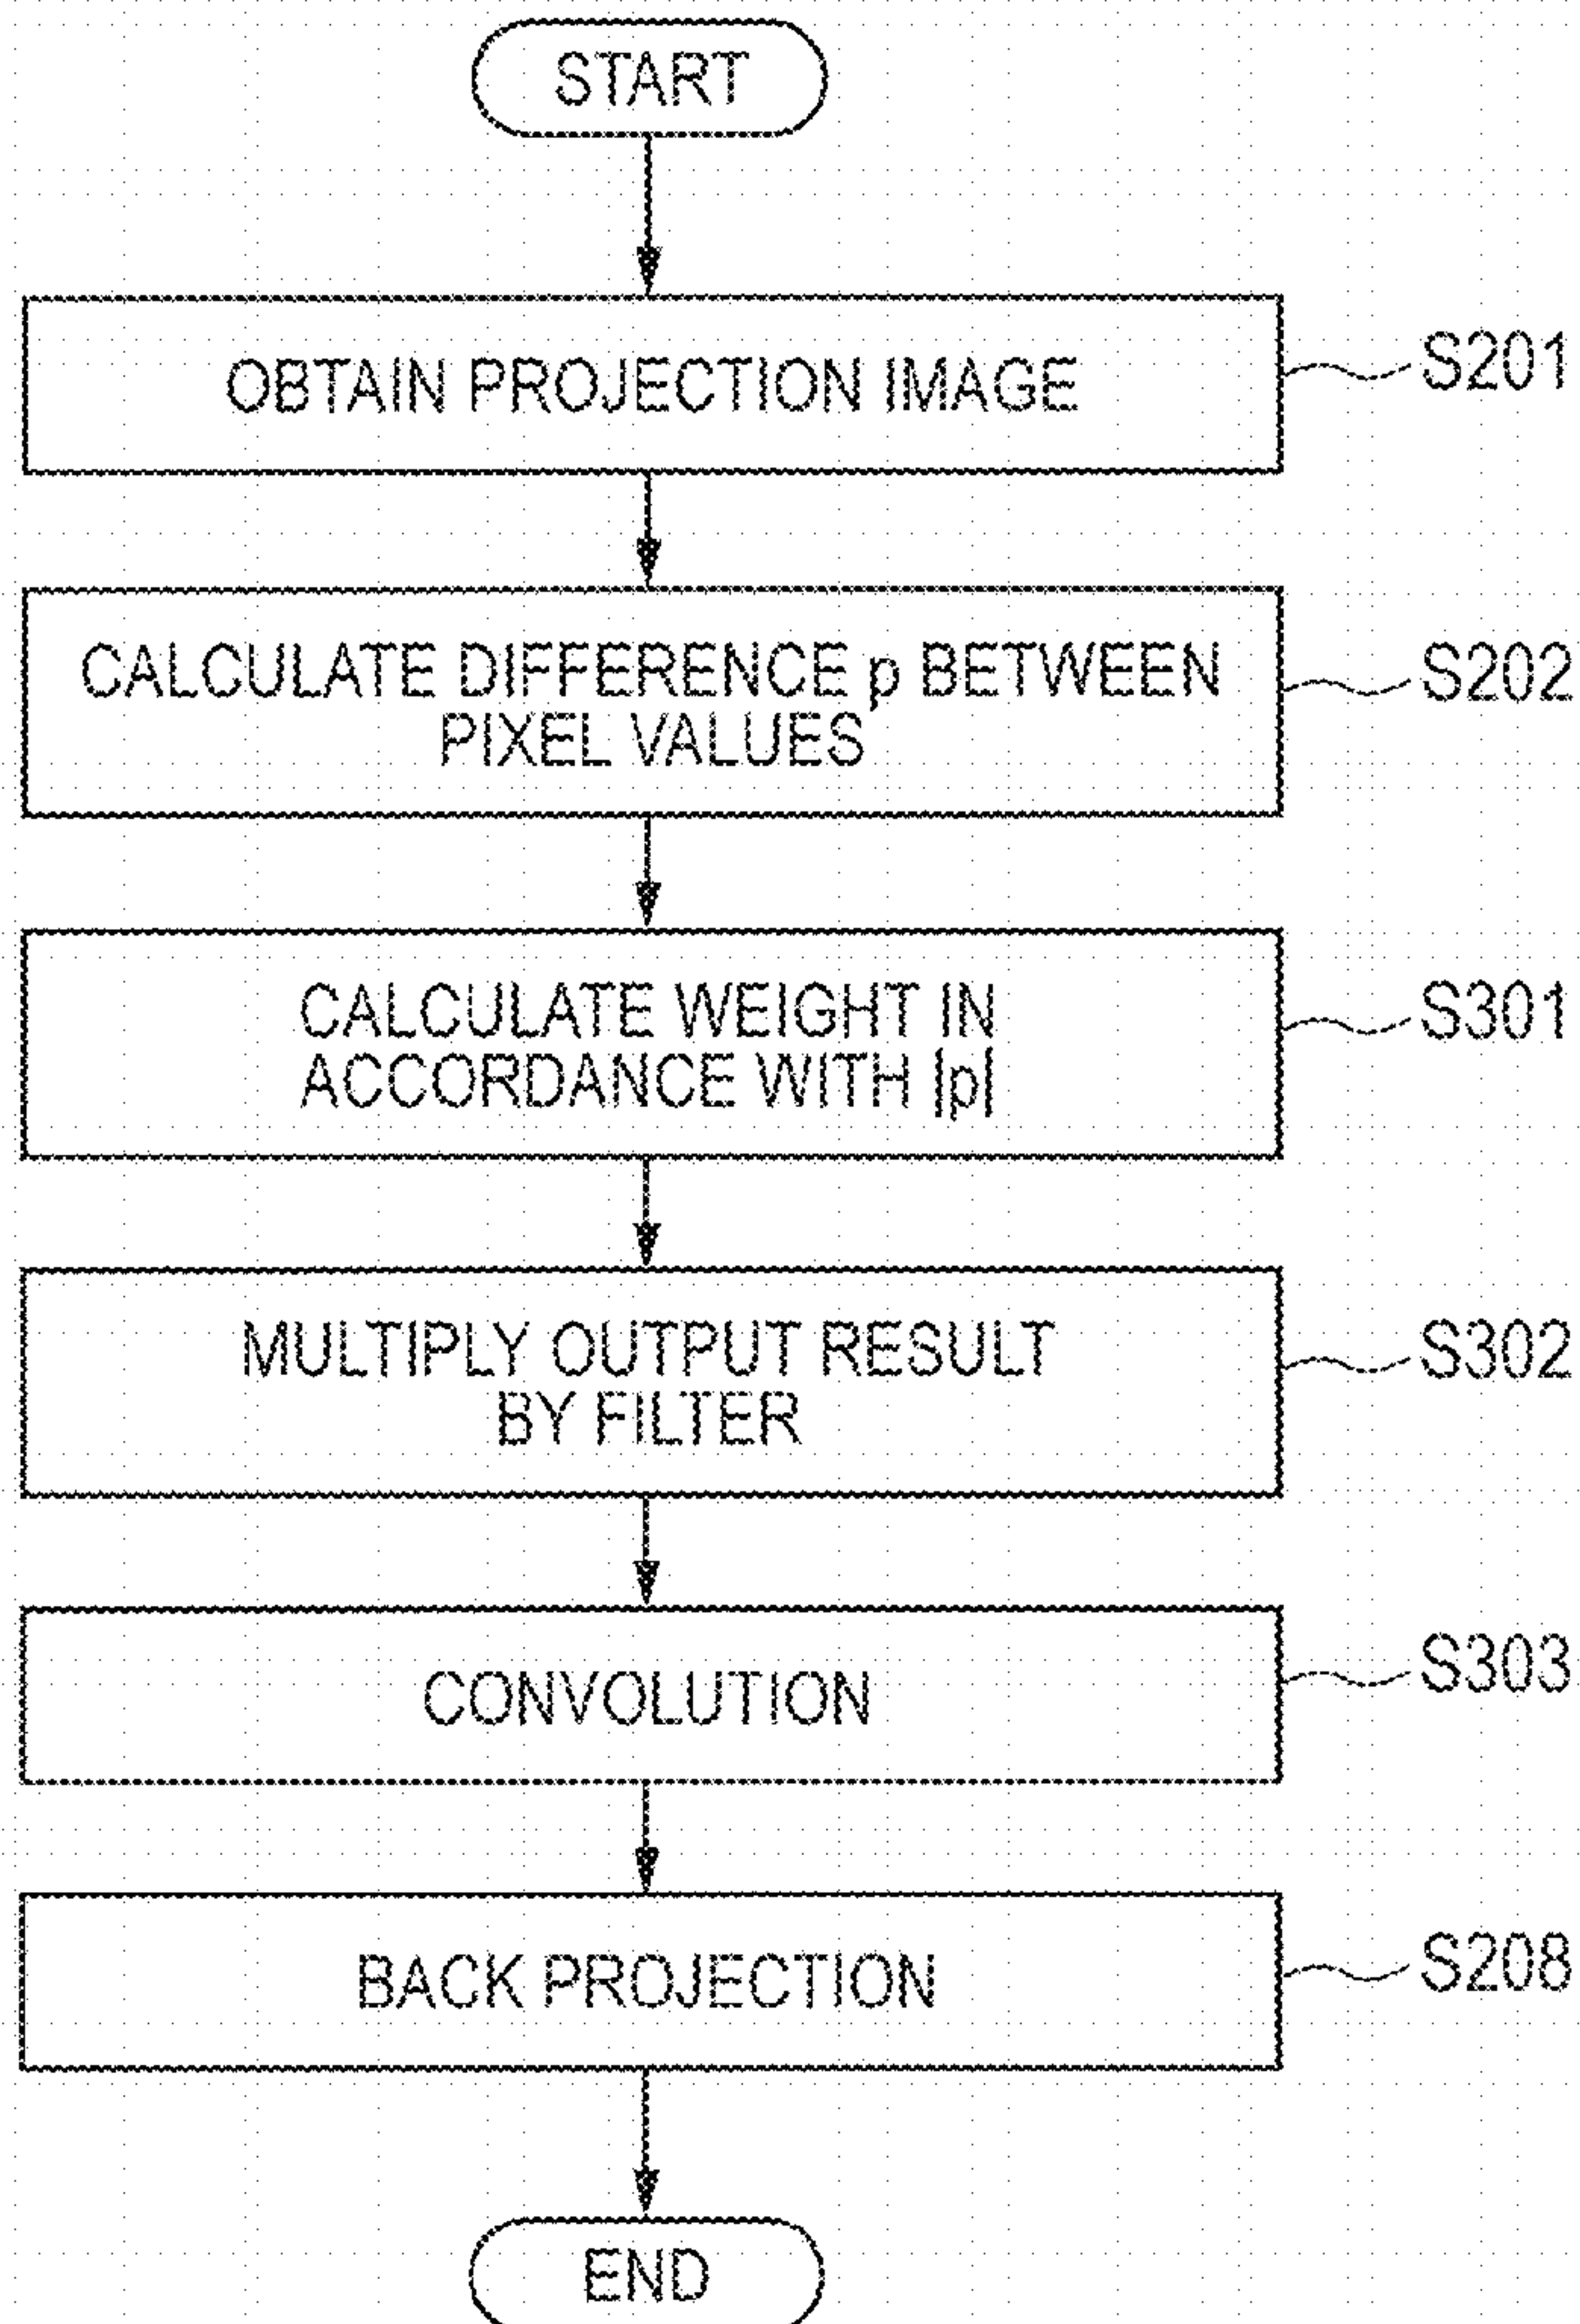 START
OBTAIN PROJECTION IMAGE
S201
CALCULATE DIFFERENCE p BETWEEN
PIXEL VALUES
S202
CALCULATE WEIGHT IN
ACCORDANCE WITH |p|
S301
MULTIPLY OUTPUT RESULT
BY FILTER
S302
CONVOLUTION
S303
BACK PROJECTION
S208
END